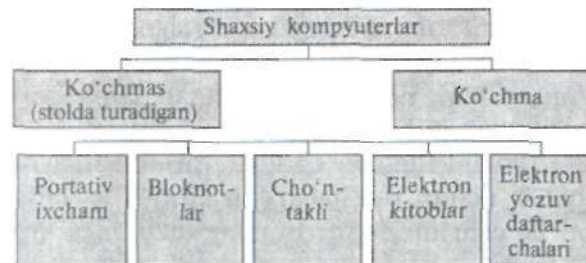 Shaxsiy kompyuterlar
Ko‘chmas
(stolda turadigan)
Ko‘chma
Portativ
ixcham
Bloknot-
lar
Cho‘n-
takli
Elektron
kitoblar
Elektron
yozuv
daftar-
chalari